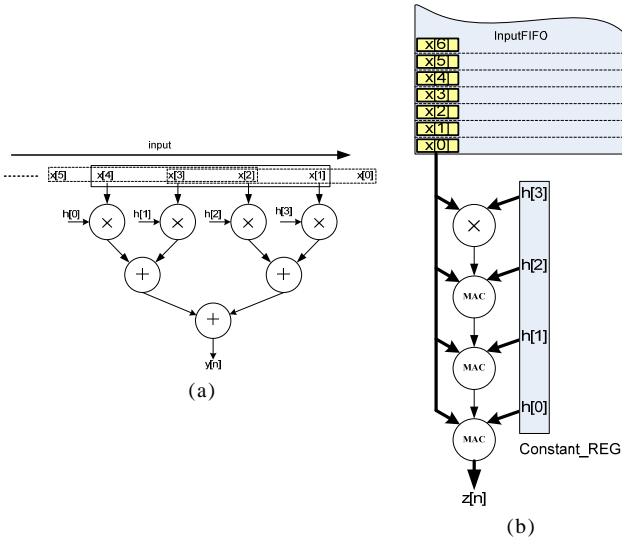 input
x[5] x[4] x[3] x[2] x[1] x[0]
h[0] h[1] h[2] h[3]
× × × ×
+ +
+
y[n]
(a)
InputFIFO
x[6]
x[5]
x[4]
x[3]
x[2]
x[1]
x[0]
h[3]
×
h[2]
MAC
h[1]
MAC
h[0]
MAC
Constant_REG
z[n]
(b)